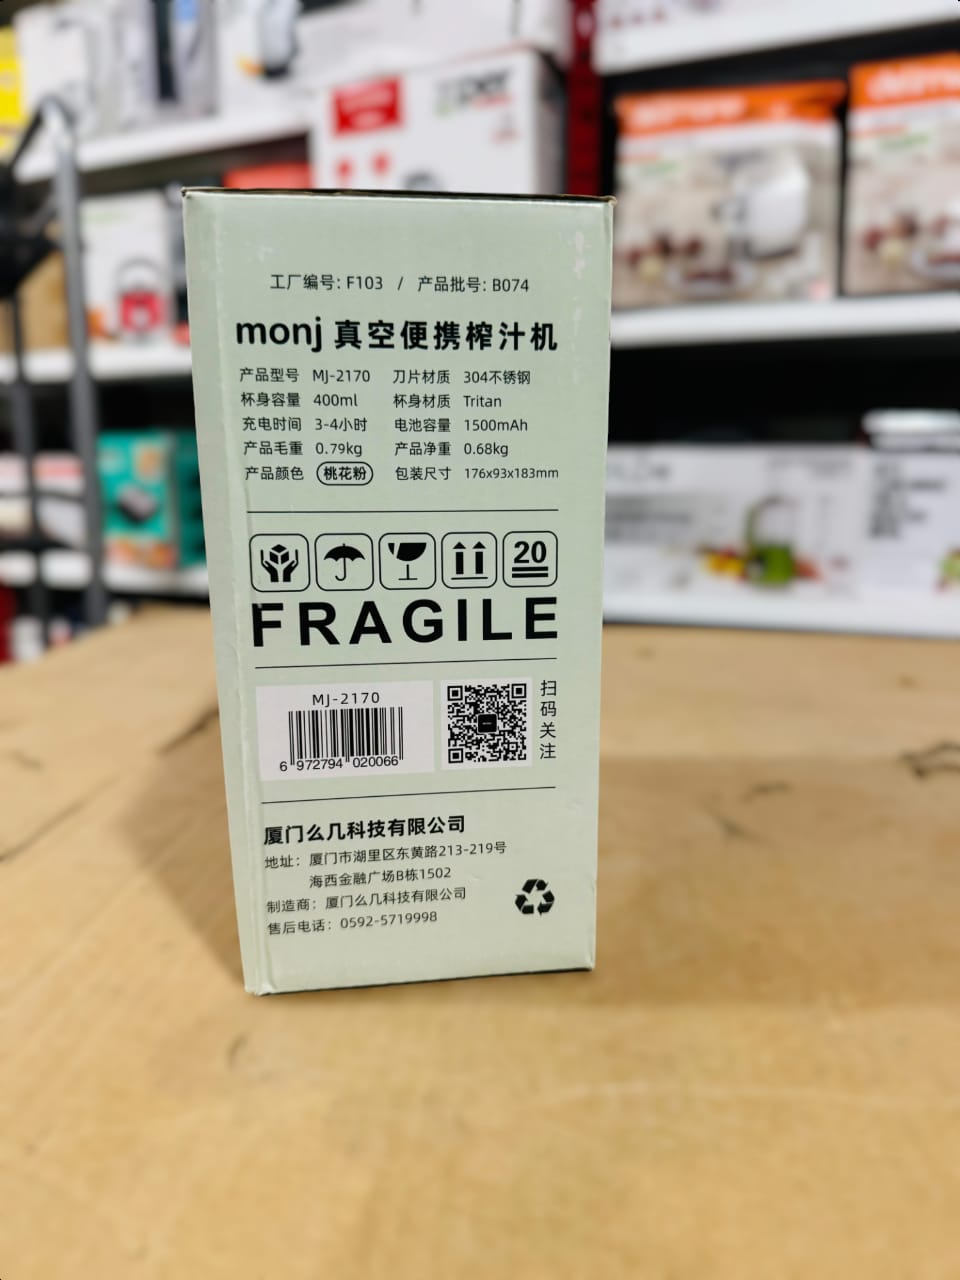 工厂编号: F103 / 产品批号: B074
monj 真空便携榨汁机
产品型号 MJ-2170 刀片材质 304不锈钢
杯身容量 400ml 杯身材质 Tritan
充电时间 3-4小时 电池容量 1500mAh
产品毛重 0.79kg 产品净重 0.68kg
产品颜色 桃花粉 包装尺寸 176x93x183mm
20
FRAGILE
MJ-2170
6 972794 020066
扫码关注
厦门么几科技有限公司
地址: 厦门市湖里区东黄路213-219号
海西金融广场B栋1502
制造商: 厦门么几科技有限公司
售后电话: 0592-5719998